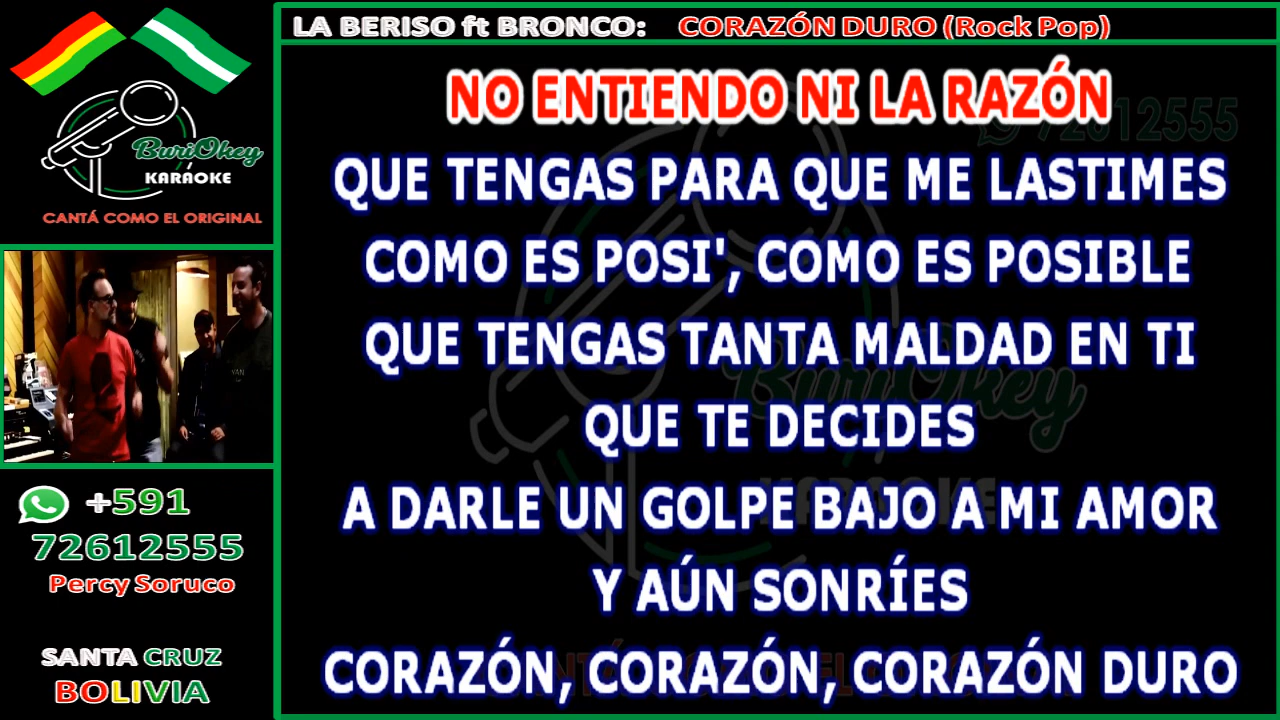 LA BERISO ft BRONCO: CORAZÓN DURO (Rock Pop)
BuriOkey
KARAOKE
CANTÁ COMO EL ORIGINAL
NO ENTIENDO NI LA RAZÓN
QUE TENGAS PARA QUE ME LASTIMES
COMO ES POSI', COMO ES POSIBLE
QUE TENGAS TANTA MALDAD EN TI
QUE TE DECIDES
A DARLE UN GOLPE BAJO A MI AMOR
Y AÚN SONRÍES
CORAZÓN, CORAZÓN, CORAZÓN DURO
+591
72612555
Percy Soruco
SANTA CRUZ
BOLIVIA
72612555
BuriOkey
KARAOKE